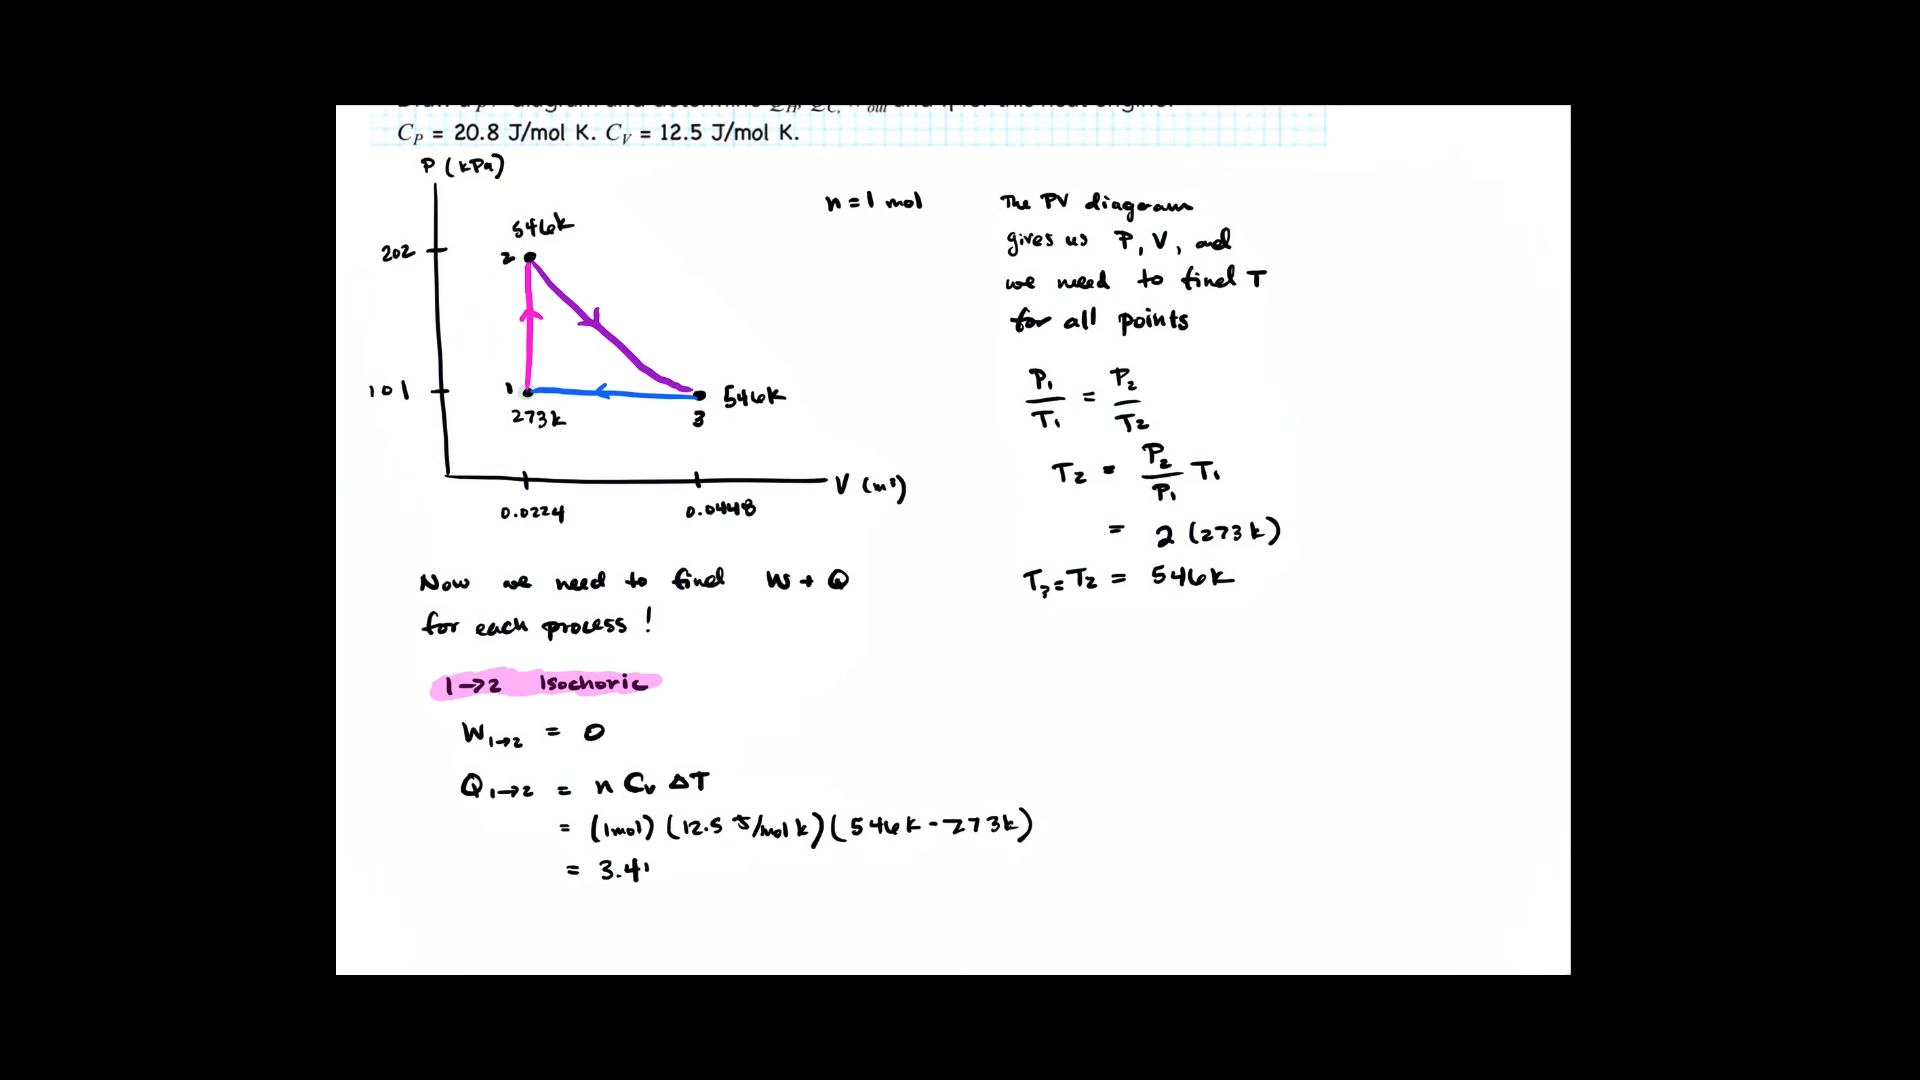 C_P = 20.8 J/mol K. C_V = 12.5 J/mol K.
P (kPa)
202
101
546K
2
1
273K
546K
3
0.0224
0.0448
V (m³)
n = 1 mol
The PV diagram
gives us P, V, and
we need to find T
for all points
P₁/T₁ = P₂/T₂
T₂ = P₂/P₁ T₁
= 2 (273K)
T₃ = T₂ = 546K
Now we need to find W + Q
for each process!
1→2 Isochoric
W₁→₂ = 0
Q₁→₂ = n Cᵥ ΔT
= (1mol) (12.5 J/mol K) (546K - 273K)
= 3.41